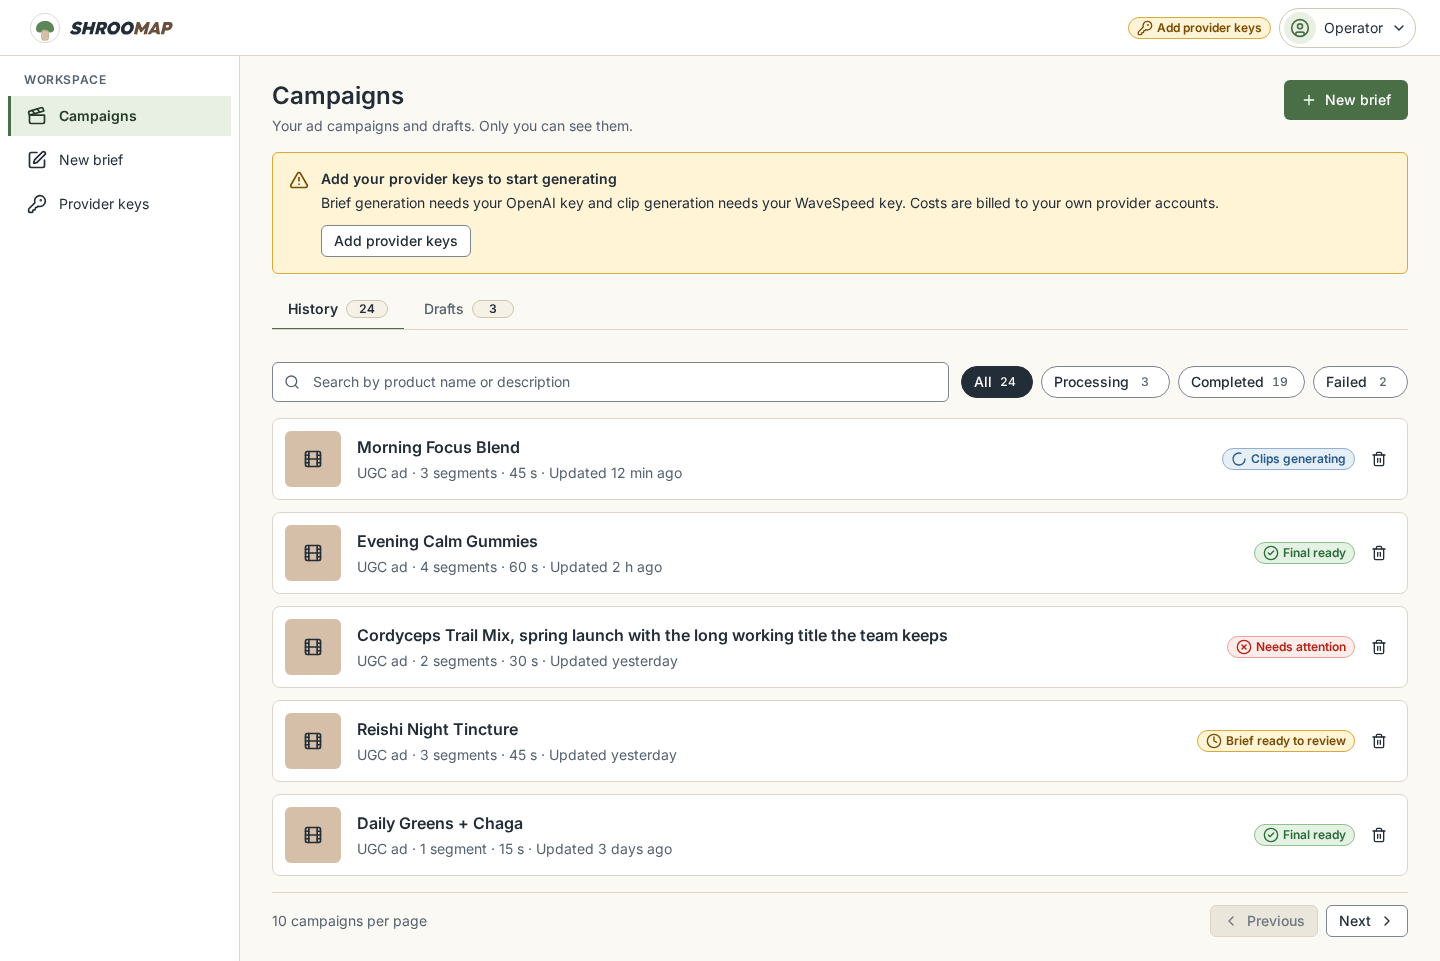 SHROOMAP
Add provider keys
Operator
WORKSPACE
Campaigns
New brief
Provider keys
Campaigns
Your ad campaigns and drafts. Only you can see them.
New brief
Add your provider keys to start generating
Brief generation needs your OpenAI key and clip generation needs your WaveSpeed key. Costs are billed to your own provider accounts.
Add provider keys
History 24
Drafts 3
Search by product name or description
All 24
Processing 3
Completed 19
Failed 2
Morning Focus Blend
UGC ad · 3 segments · 45 s · Updated 12 min ago
Clips generating
Evening Calm Gummies
UGC ad · 4 segments · 60 s · Updated 2 h ago
Final ready
Cordyceps Trail Mix, spring launch with the long working title the team keeps
UGC ad · 2 segments · 30 s · Updated yesterday
Needs attention
Reishi Night Tincture
UGC ad · 3 segments · 45 s · Updated yesterday
Brief ready to review
Daily Greens + Chaga
UGC ad · 1 segment · 15 s · Updated 3 days ago
Final ready
10 campaigns per page
Previous
Next